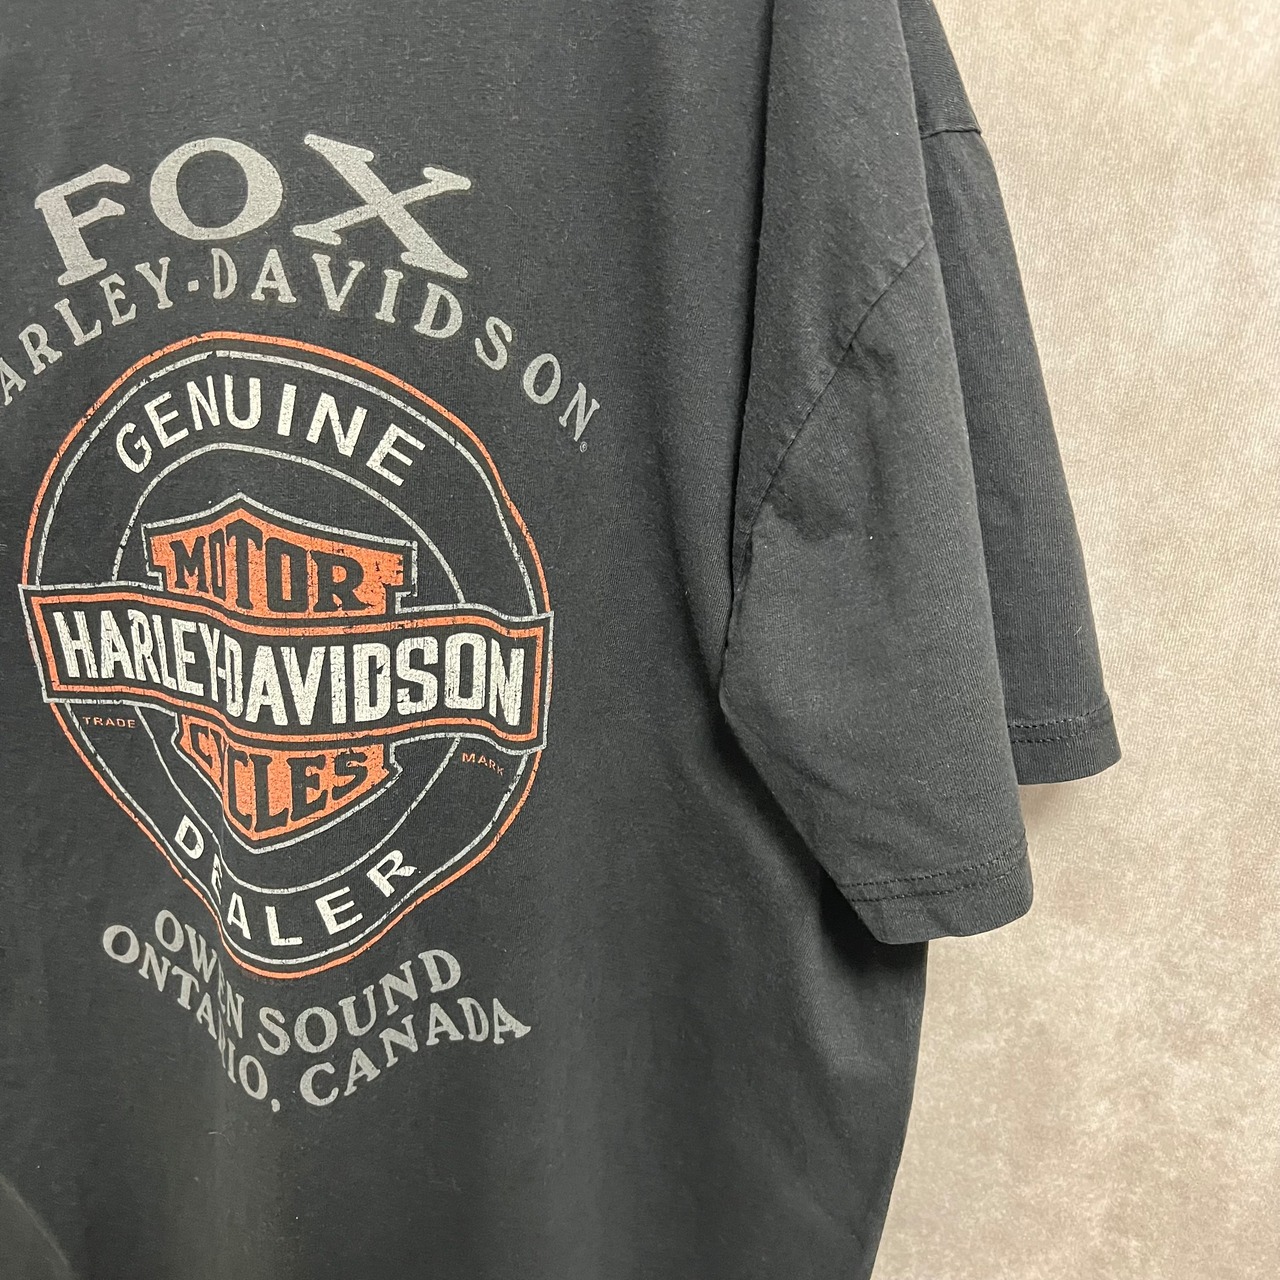 FOX
ARLEY-DAVIDSON®
GENUINE
MOTOR
HARLEY-DAVIDSON
TRADE MARK
CYCLES
DEALER
OWEN SOUND
ONTARIO, CANADA